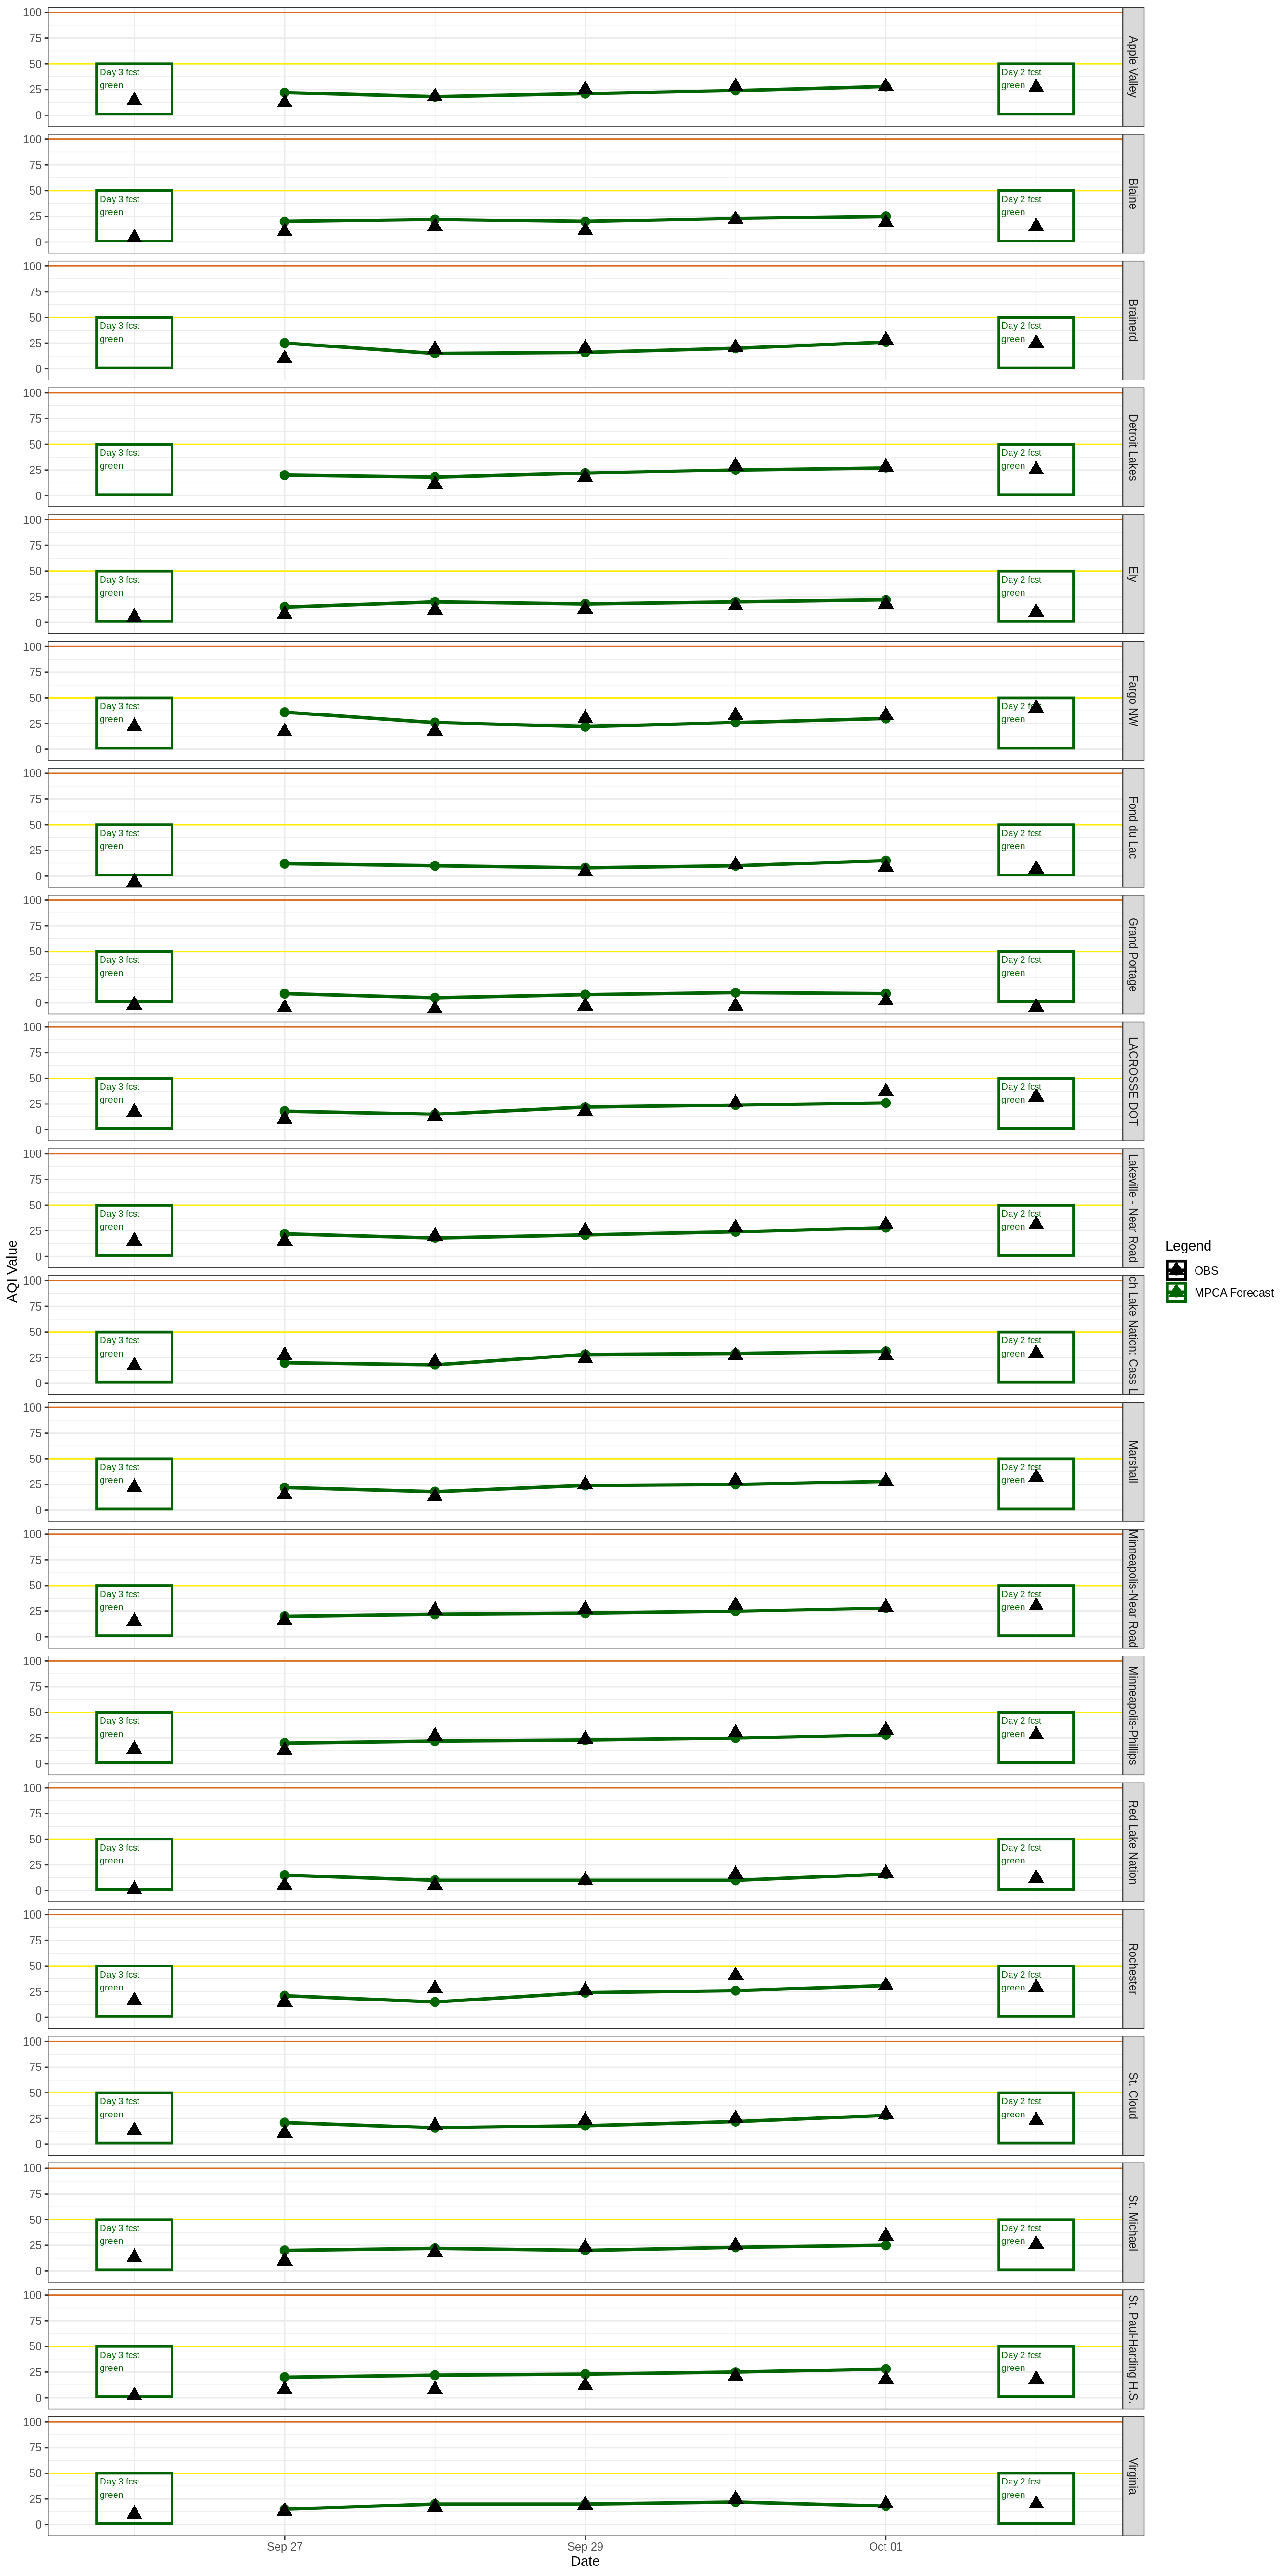 100
75
50
25
0
Day 3 fcst
green
Day 2 fcst
green
Apple Valley
100
75
50
25
0
Day 3 fcst
green
Day 2 fcst
green
Blaine
100
75
50
25
0
Day 3 fcst
green
Day 2 fcst
green
Brainerd
100
75
50
25
0
Day 3 fcst
green
Day 2 fcst
green
Detroit Lakes
100
75
50
25
0
Day 3 fcst
green
Day 2 fcst
green
Ely
100
75
50
25
0
Day 3 fcst
green
Day 2 fcst
green
Fargo NW
100
75
50
25
0
Day 3 fcst
green
Day 2 fcst
green
Fond du Lac
100
75
50
25
0
Day 3 fcst
green
Day 2 fcst
green
Grand Portage
100
75
50
25
0
Day 3 fcst
green
Day 2 fcst
green
LACROSSE DOT
100
75
50
25
0
Day 3 fcst
green
Day 2 fcst
green
Lakeville - Near Road
AQI Value
100
75
50
25
0
Day 3 fcst
green
Day 2 fcst
green
ch Lake Nation: Cass L
Legend
OBS
MPCA Forecast
100
75
50
25
0
Day 3 fcst
green
Day 2 fcst
green
Marshall
100
75
50
25
0
Day 3 fcst
green
Day 2 fcst
green
Minneapolis-Near Road
100
75
50
25
0
Day 3 fcst
green
Day 2 fcst
green
Minneapolis-Phillips
100
75
50
25
0
Day 3 fcst
green
Day 2 fcst
green
Red Lake Nation
100
75
50
25
0
Day 3 fcst
green
Day 2 fcst
green
Rochester
100
75
50
25
0
Day 3 fcst
green
Day 2 fcst
green
St. Cloud
100
75
50
25
0
Day 3 fcst
green
Day 2 fcst
green
St. Michael
100
75
50
25
0
Day 3 fcst
green
Day 2 fcst
green
St. Paul-Harding H.S.
100
75
50
25
0
Day 3 fcst
green
Day 2 fcst
green
Virginia
Sep 27
Sep 29
Oct 01
Date